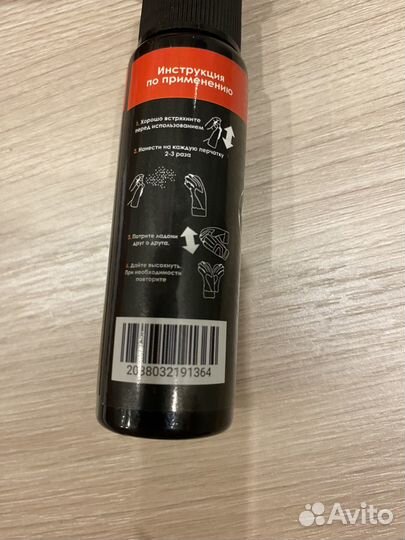 Инструкция
по применению
1. Хорошо встряхните
перед использованием
2. Нанести на каждую перчатку
2-3 раза
3. Потрите ладони
друг о друга.
4. Дайте высохнуть.
При необходимости
повторите
2038032191364
Avito